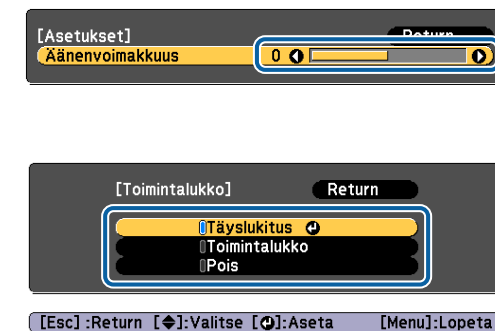 [Asetukset] Return
Äänenvoimakkuus 0
[Toimintalukko] Return
Täyslukitus
Toimintalukko
Pois
[Esc] :Return [ ]:Valitse [ ]:Aseta [Menu]:Lopeta